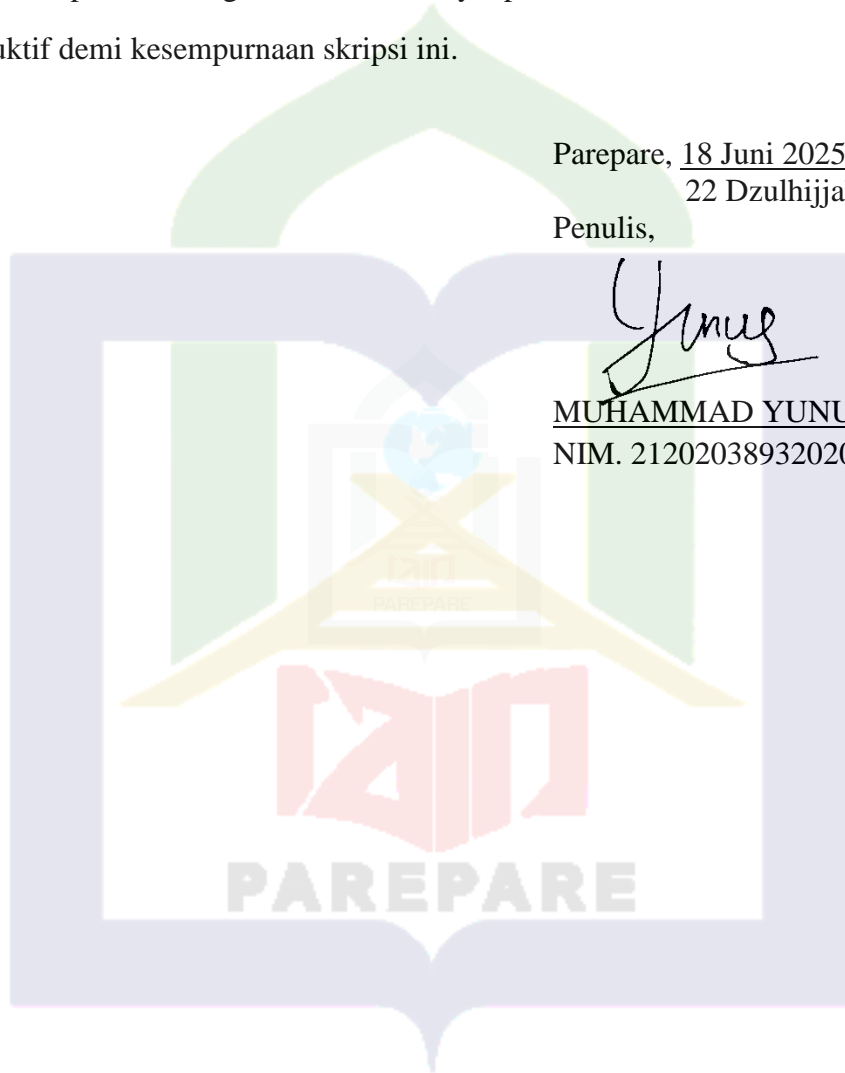 uktif demi kesempurnaan skripsi ini.
Parepare, 18 Juni 2025
22 Dzulhijja
Penulis,
Yunus
MUHAMMAD YUNU
NIM. 21202038932020
IAIN
PAREPARE
IAIN
PAREPARE